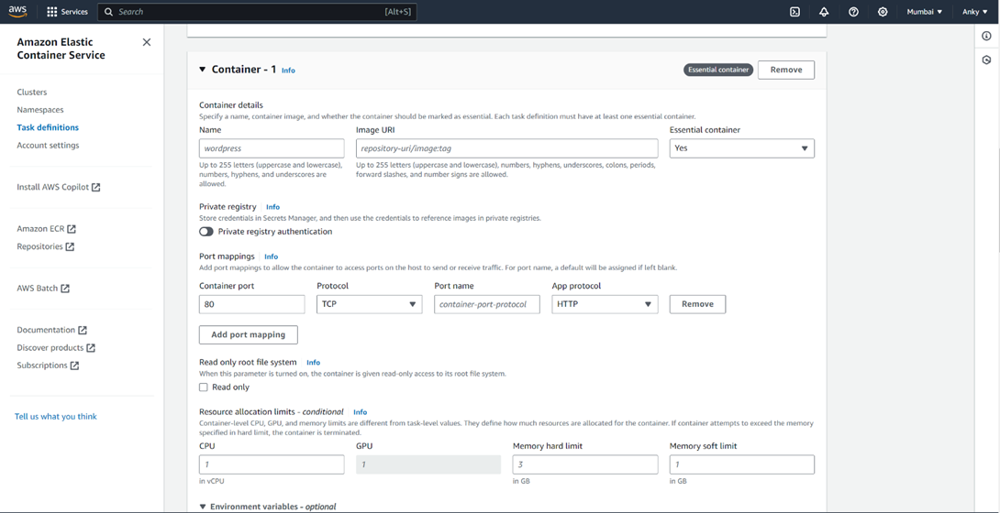 aws Services Search [Alt+S] Mumbai Anky
Amazon Elastic
Container Service
Clusters
Namespaces
Task definitions
Account settings
Install AWS Copilot
Amazon ECR
Repositories
AWS Batch
Documentation
Discover products
Subscriptions
Tell us what you think
Container - 1 Info Essential container Remove
Container details
Specify a name, container image, and whether the container should be marked as essential. Each task definition must have at least one essential container.
Name Image URI Essential container
wordpress repository-uri/image:tag Yes
Up to 255 letters (uppercase and lowercase), Up to 255 letters (uppercase and lowercase), numbers, hyphens, underscores, colons, periods,
numbers, hyphens, and underscores are forward slashes, and number signs are allowed.
allowed.
Private registry Info
Store credentials in Secrets Manager, and then use the credentials to reference images in private registries.
Private registry authentication
Port mappings Info
Add port mappings to allow the container to access ports on the host to send or receive traffic. For port name, a default will be assigned if left blank.
Container port Protocol Port name App protocol
80 TCP container-port-protocol HTTP Remove
Add port mapping
Read only root file system Info
When this parameter is turned on, the container is given read-only access to its root file system.
Read only
Resource allocation limits - conditional Info
Container-level CPU, GPU, and memory limits are different from task-level values. They define how much resources are allocated for the container. If container attempts to exceed the memory
specified in hard limit, the container is terminated.
CPU GPU Memory hard limit Memory soft limit
1 1 3 1
in vCPU in GB in GB
Environment variables - optional